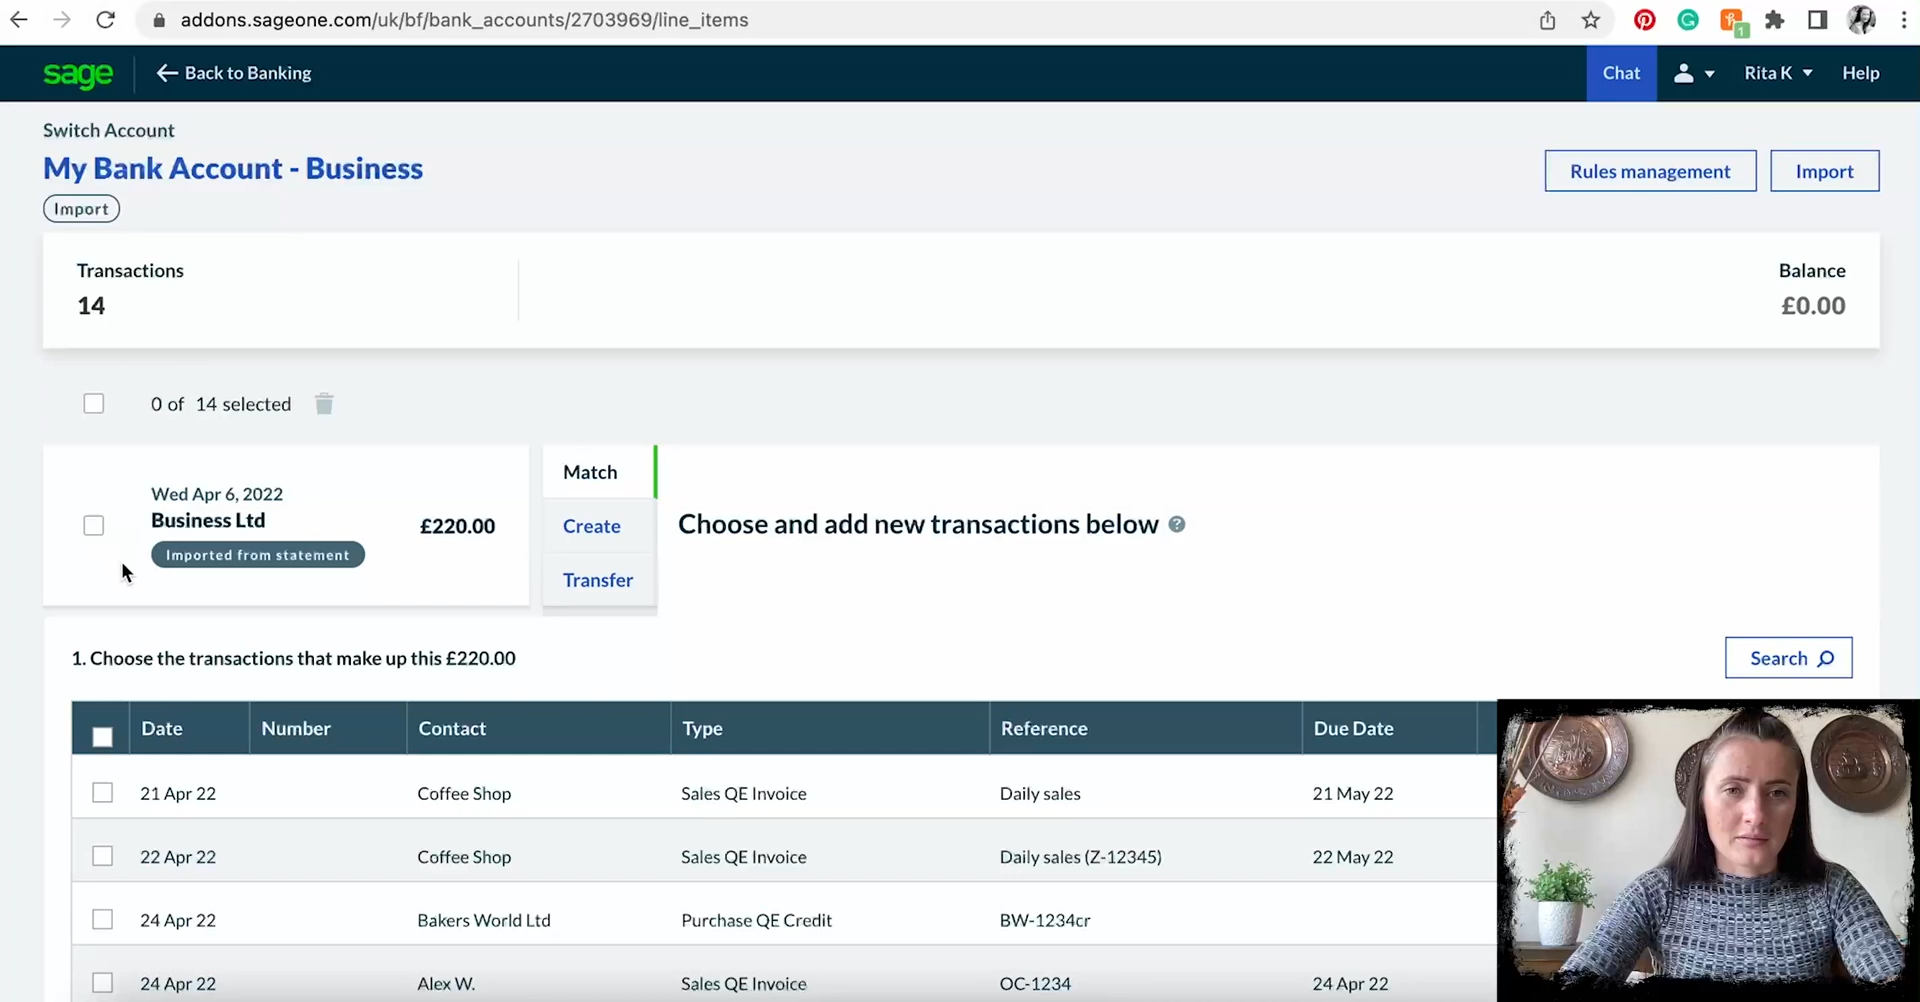 addons.sageone.com/uk/bf/bank_accounts/2703969/line_items
1
sage
Back to Banking
Chat
Rita K
Help
Switch Account
My Bank Account - Business
Rules management
Import
Import
Transactions
14
Balance
£0.00
0 of 14 selected
Wed Apr 6, 2022
Business Ltd
£220.00
Imported from statement
Match
Create
Transfer
Choose and add new transactions below
1. Choose the transactions that make up this £220.00
Search
Date Number Contact Type Reference Due Date
21 Apr 22 Coffee Shop Sales QE Invoice Daily sales 21 May 22
22 Apr 22 Coffee Shop Sales QE Invoice Daily sales (Z-12345) 22 May 22
24 Apr 22 Bakers World Ltd Purchase QE Credit BW-1234cr
24 Apr 22 Alex W. Sales QE Invoice OC-1234 24 Apr 22